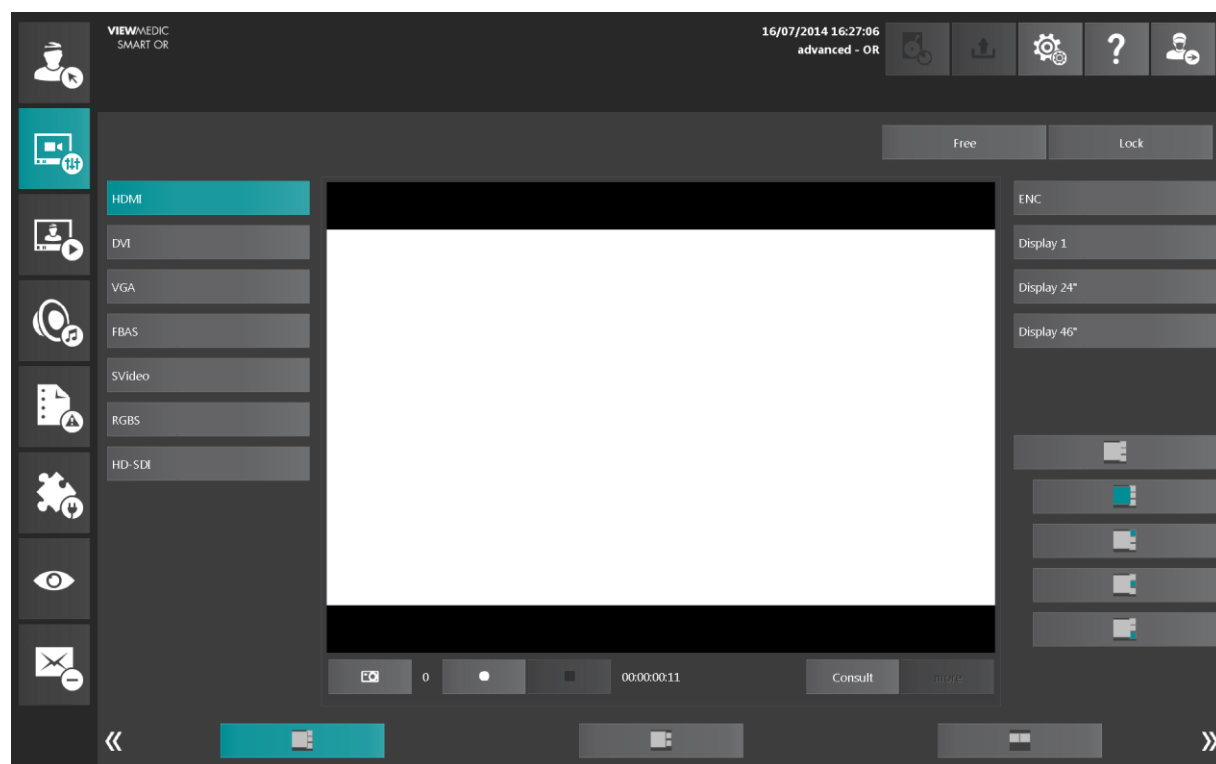 VIEWMEDIC
SMART OR
16/07/2014 16:27:06
advanced - OR
?
Free
Lock
HDMI
DVI
VGA
FBAS
SVideo
RGBS
HD-SDI
ENC
Display 1
Display 24"
Display 46"
0
00:00:00:11
Consult
more
«
»